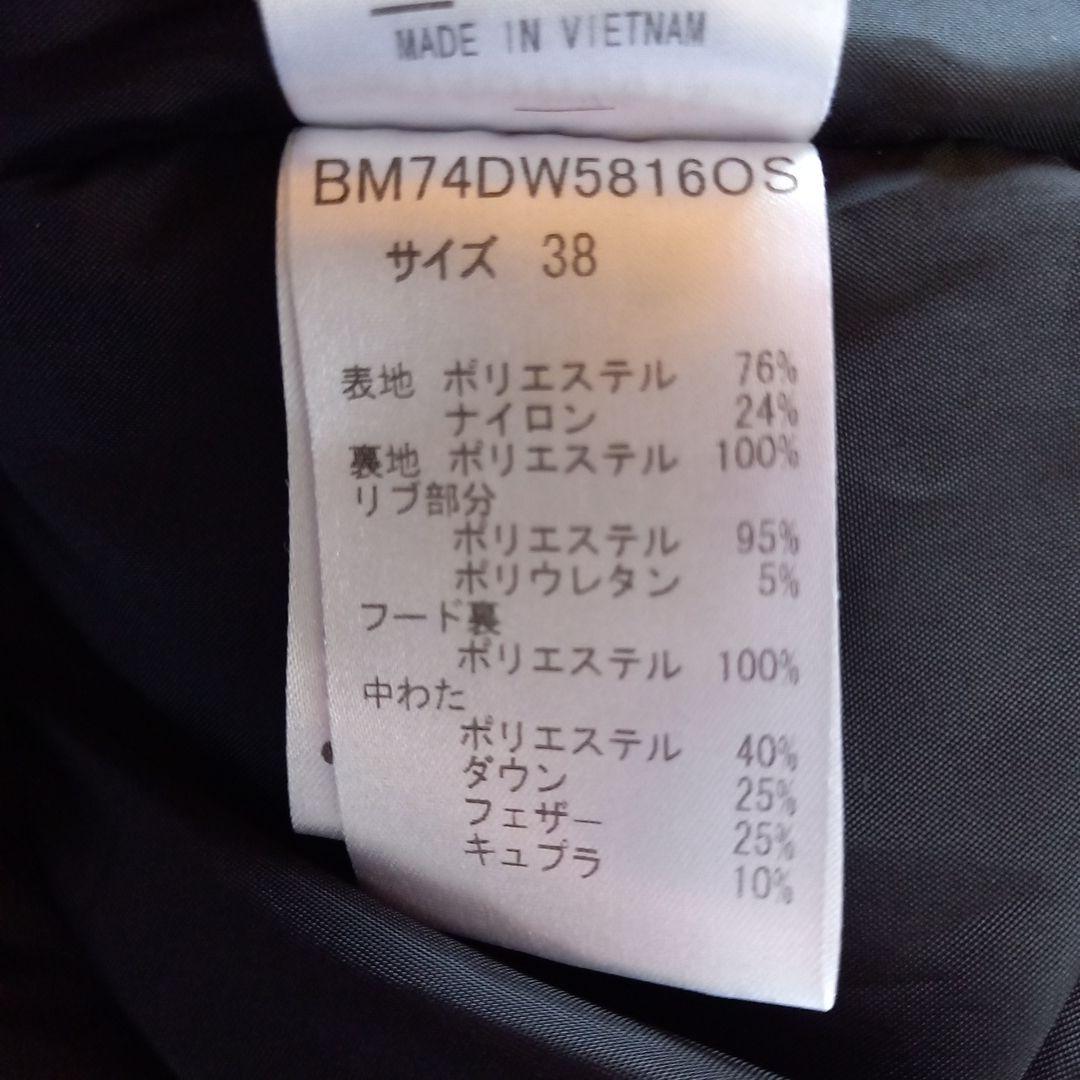 MADE IN VIETNAM
BM74DW5816OS
サイズ 38
表地 ポリエステル 76%
ナイロン 24%
裏地 ポリエステル 100%
リブ部分
ポリエステル 95%
ポリウレタン 5%
フード裏
ポリエステル 100%
中わた
ポリエステル 40%
ダウン 25%
フェザー 25%
キュプラ 10%